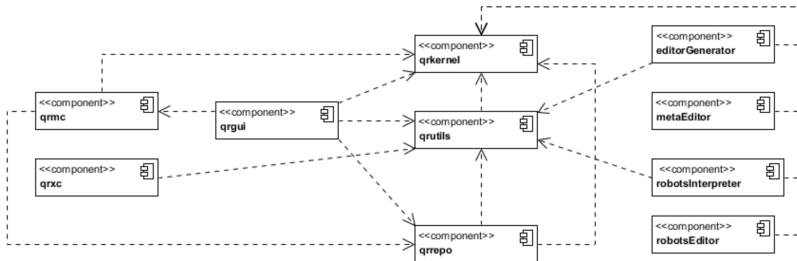 <<component>>
qrkernel
<<component>>
editorGenerator
<<component>>
qrmc
<<component>>
qrgui
<<component>>
qrutils
<<component>>
metaEditor
<<component>>
qrxc
<<component>>
robotsInterpreter
<<component>>
qrrepo
<<component>>
robotsEditor